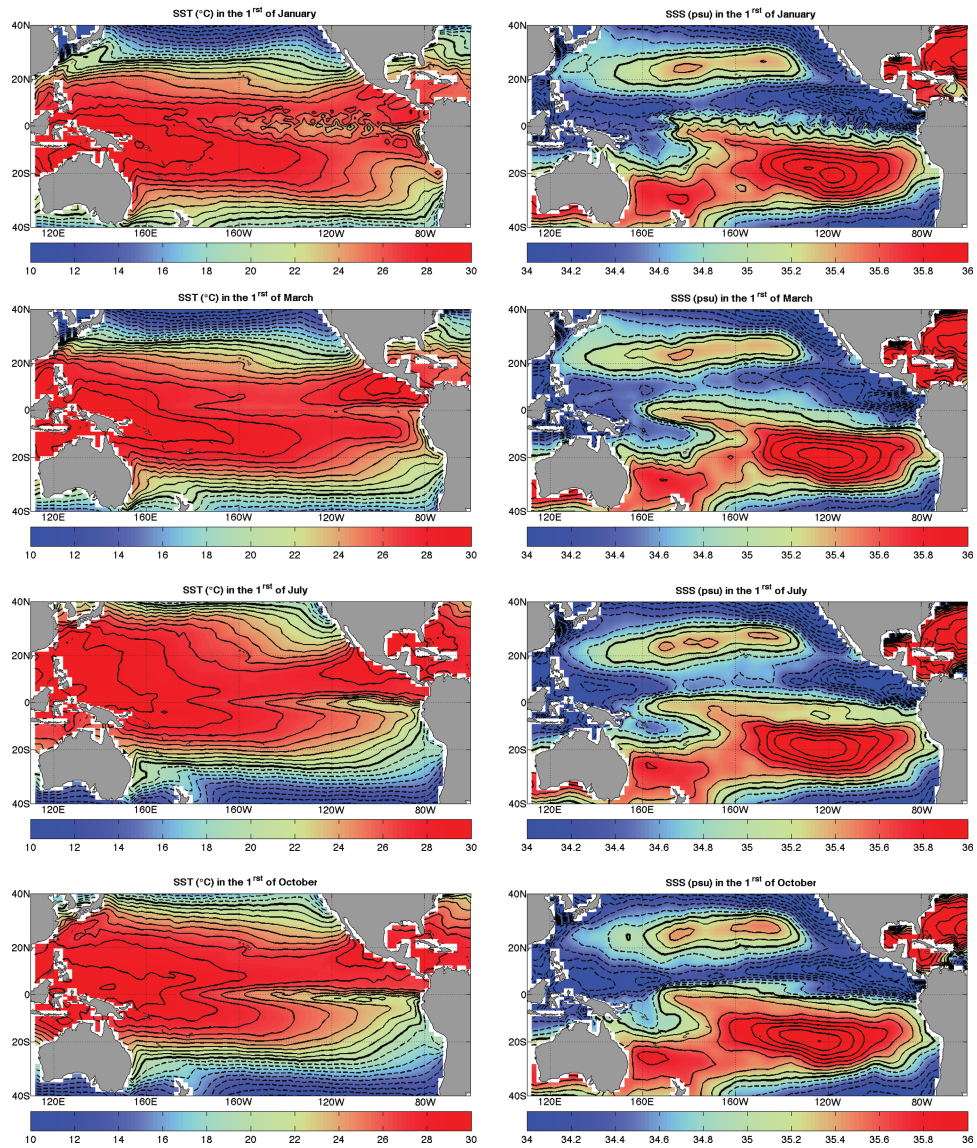 SST (°C) in the 1rst of January
40N
20N
0
20S
40S
120E 160E 160W 120W 80W
10 12 14 16 18 20 22 24 26 28 30
SSS (psu) in the 1rst of January
40N
20N
0
20S
40S
120E 160E 160W 120W 80W
34 34.2 34.4 34.6 34.8 35 35.2 35.4 35.6 35.8 36
SST (°C) in the 1rst of March
40N
20N
0
20S
40S
120E 160E 160W 120W 80W
10 12 14 16 18 20 22 24 26 28 30
SSS (psu) in the 1rst of March
40N
20N
0
20S
40S
120E 160E 160W 120W 80W
34 34.2 34.4 34.6 34.8 35 35.2 35.4 35.6 35.8 36
SST (°C) in the 1rst of July
40N
20N
0
20S
40S
120E 160E 160W 120W 80W
10 12 14 16 18 20 22 24 26 28 30
SSS (psu) in the 1rst of July
40N
20N
0
20S
40S
120E 160E 160W 120W 80W
34 34.2 34.4 34.6 34.8 35 35.2 35.4 35.6 35.8 36
SST (°C) in the 1rst of October
40N
20N
0
20S
40S
120E 160E 160W 120W 80W
10 12 14 16 18 20 22 24 26 28 30
SSS (psu) in the 1rst of October
40N
20N
0
20S
40S
120E 160E 160W 120W 80W
34 34.2 34.4 34.6 34.8 35 35.2 35.4 35.6 35.8 36